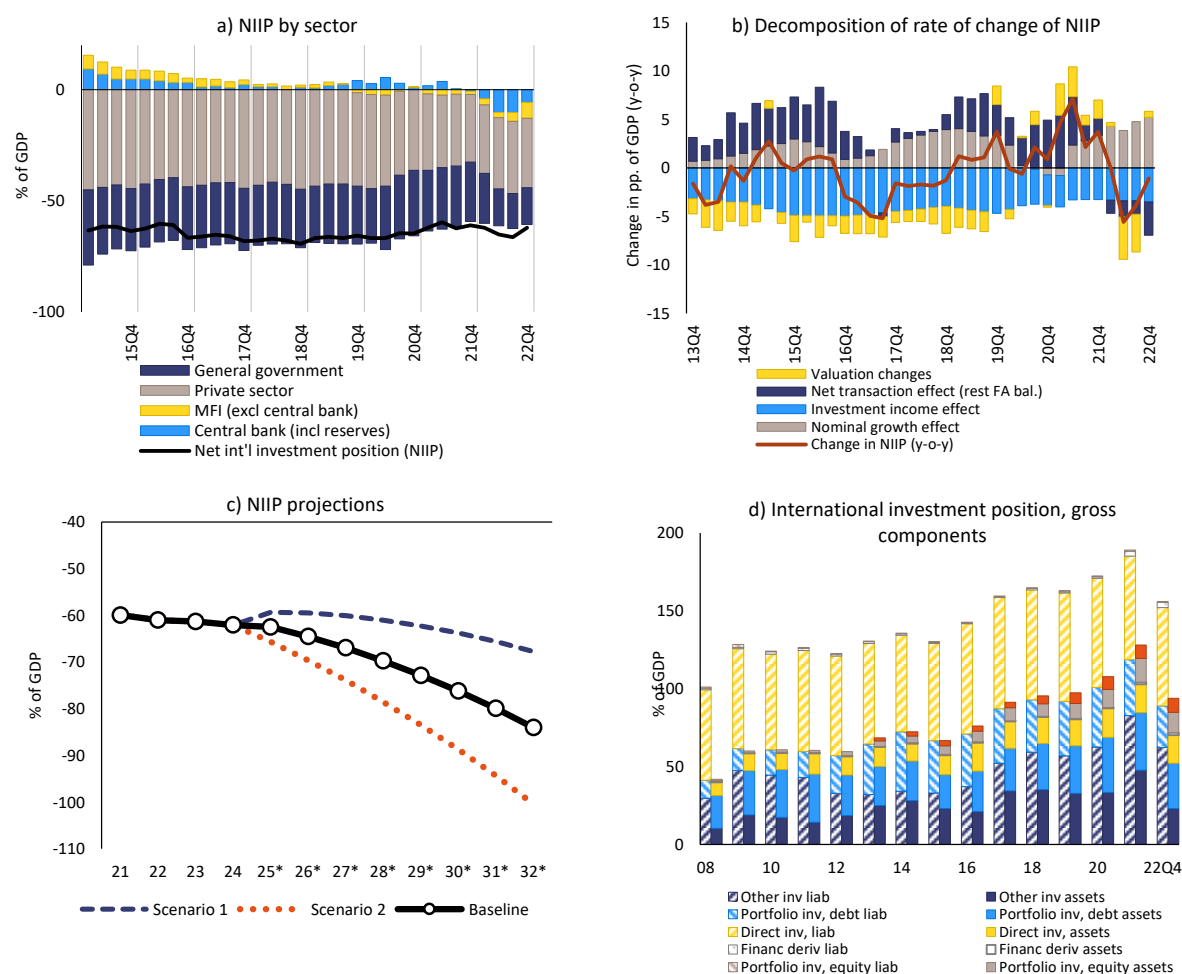 a) NIIP by sector
% of GDP
0
-50
-100
15Q4
16Q4
17Q4
18Q4
19Q4
20Q4
21Q4
22Q4
General government
Private sector
MFI (excl central bank)
Central bank (incl reserves)
Net int'l investment position (NIIP)
b) Decomposition of rate of change of NIIP
Change in pp. of GDP (y-o-y)
15
10
5
0
-5
-10
-15
13Q4
14Q4
15Q4
16Q4
17Q4
18Q4
19Q4
20Q4
21Q4
22Q4
Valuation changes
Net transaction effect (rest FA bal.)
Investment income effect
Nominal growth effect
Change in NIIP (y-o-y)
c) NIIP projections
% of GDP
-40
-50
-60
-70
-80
-90
-100
-110
21 22 23 24 25* 26* 27* 28* 29* 30* 31* 32*
Scenario 1 Scenario 2 Baseline
d) International investment position, gross
components
% of GDP
200
150
100
50
0
08 10 12 14 16 18 20 22Q4
Other inv liab Other inv assets
Portfolio inv, debt liab Portfolio inv, debt assets
Direct inv, liab Direct inv, assets
Financ deriv liab Financ deriv assets
Portfolio inv, equity liab Portfolio inv, equity assets